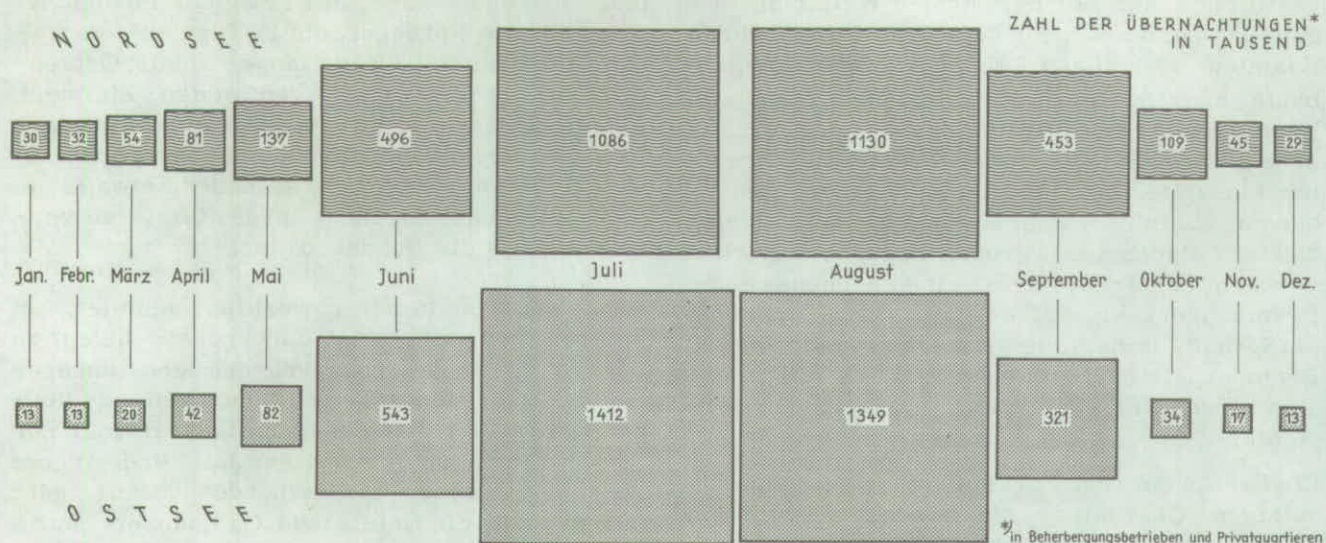 ZAHL DER ÜBERNACHTUNGEN*
IN TAUSEND
NORDSEE
30 32 54 81 137 496 1086 1130 453 109 45 29
Jan. Febr. März April Mai Juni Juli August September Oktober Nov. Dez.
13 13 20 42 82 543 1412 1349 321 34 17 13
OSTSEE
*) in Beherbergungsbetrieben und Privatquartieren